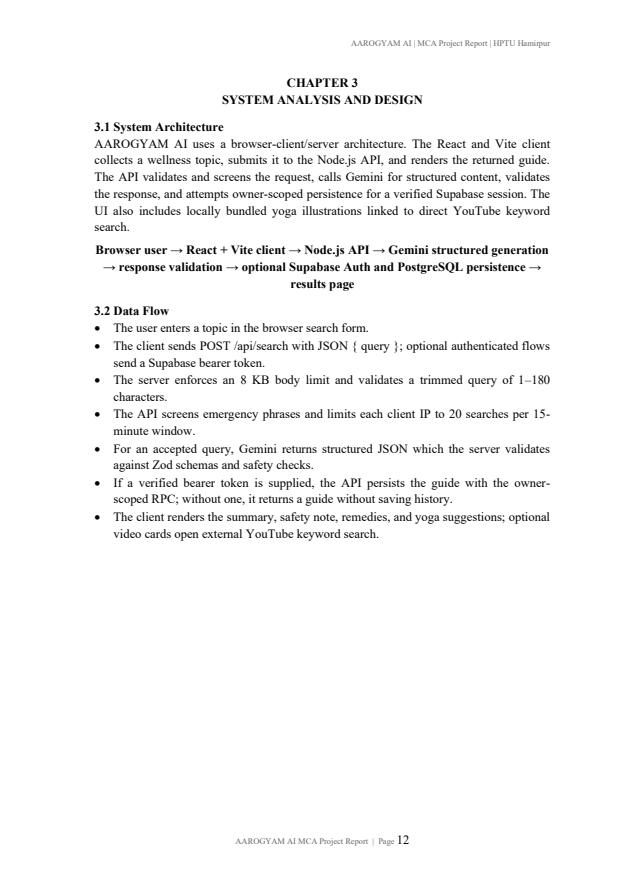 AAROGYAM AI | MCA Project Report | HPTU Hamirpur
CHAPTER 3
SYSTEM ANALYSIS AND DESIGN
3.1 System Architecture
AAROGYAM AI uses a browser-client/server architecture. The React and Vite client
collects a wellness topic, submits it to the Node.js API, and renders the returned guide.
The API validates and screens the request, calls Gemini for structured content, validates
the response, and attempts owner-scoped persistence for a verified Supabase session. The
UI also includes locally bundled yoga illustrations linked to direct YouTube keyword
search.
Browser user → React + Vite client → Node.js API → Gemini structured generation
→ response validation → optional Supabase Auth and PostgreSQL persistence →
results page
3.2 Data Flow
• The user enters a topic in the browser search form.
• The client sends POST /api/search with JSON { query }; optional authenticated flows
send a Supabase bearer token.
• The server enforces an 8 KB body limit and validates a trimmed query of 1–180
characters.
• The API screens emergency phrases and limits each client IP to 20 searches per 15-
minute window.
• For an accepted query, Gemini returns structured JSON which the server validates
against Zod schemas and safety checks.
• If a verified bearer token is supplied, the API persists the guide with the owner-
scoped RPC; without one, it returns a guide without saving history.
• The client renders the summary, safety note, remedies, and yoga suggestions; optional
video cards open external YouTube keyword search.
AAROGYAM AI MCA Project Report | Page 12